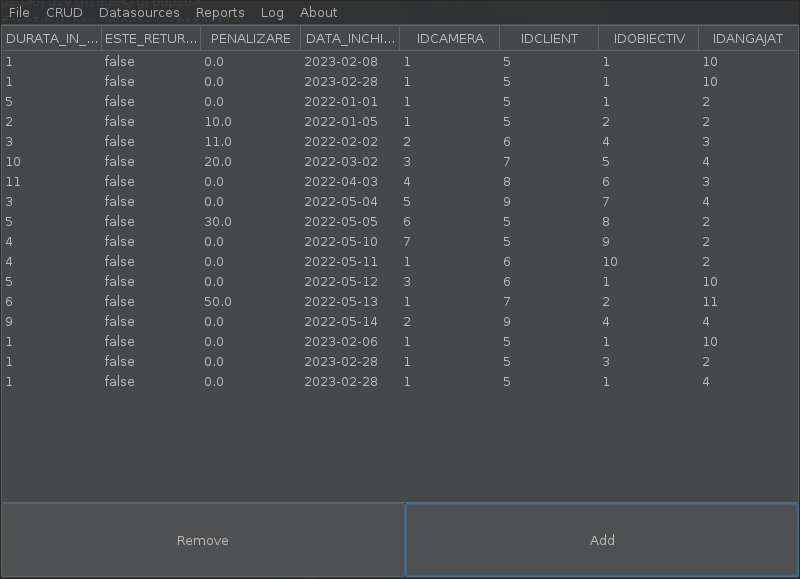 File CRUD Datasources Reports Log About
DURATA_IN_... ESTE_RETUR... PENALIZARE DATA_INCHI... IDCAMERA IDCLIENT IDOBIECTIV IDANGAJAT
1 false 0.0 2023-02-08 1 5 1 10
1 false 0.0 2023-02-28 1 5 1 10
5 false 0.0 2022-01-01 1 5 1 2
2 false 10.0 2022-01-05 1 5 2 2
3 false 11.0 2022-02-02 2 6 4 3
10 false 20.0 2022-03-02 3 7 5 4
11 false 0.0 2022-04-03 4 8 6 3
3 false 0.0 2022-05-04 5 9 7 4
5 false 30.0 2022-05-05 6 5 8 2
4 false 0.0 2022-05-10 7 5 9 2
4 false 0.0 2022-05-11 1 6 10 2
5 false 0.0 2022-05-12 3 6 1 10
6 false 50.0 2022-05-13 1 7 2 11
9 false 0.0 2022-05-14 2 9 4 4
1 false 0.0 2023-02-06 1 5 1 10
1 false 0.0 2023-02-28 1 5 3 2
1 false 0.0 2023-02-28 1 5 1 4
Remove Add